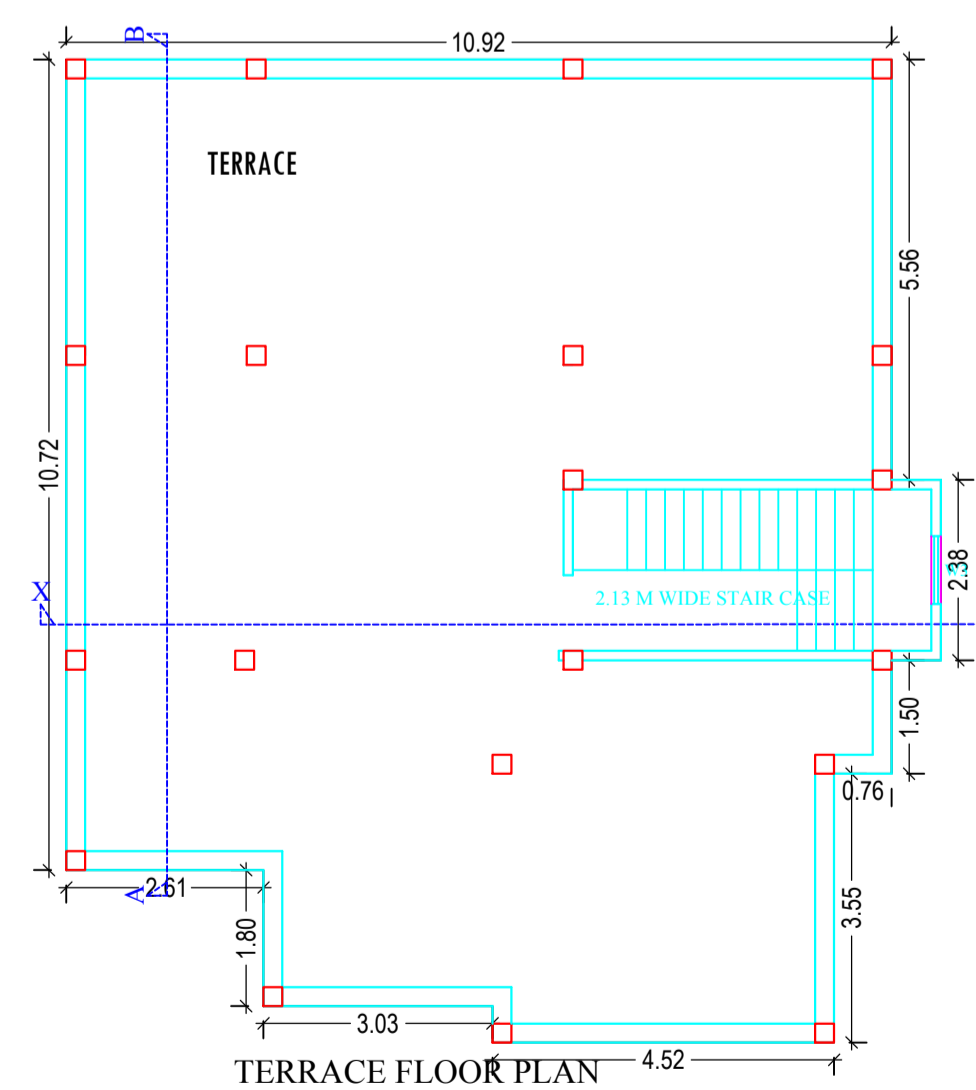 B
10.92
TERRACE
5.56
10.72
2.38
X
2.13 M WIDE STAIR CASE
1.50
0.76
A
2.61
1.80
3.55
3.03
4.52
TERRACE FLOOR PLAN